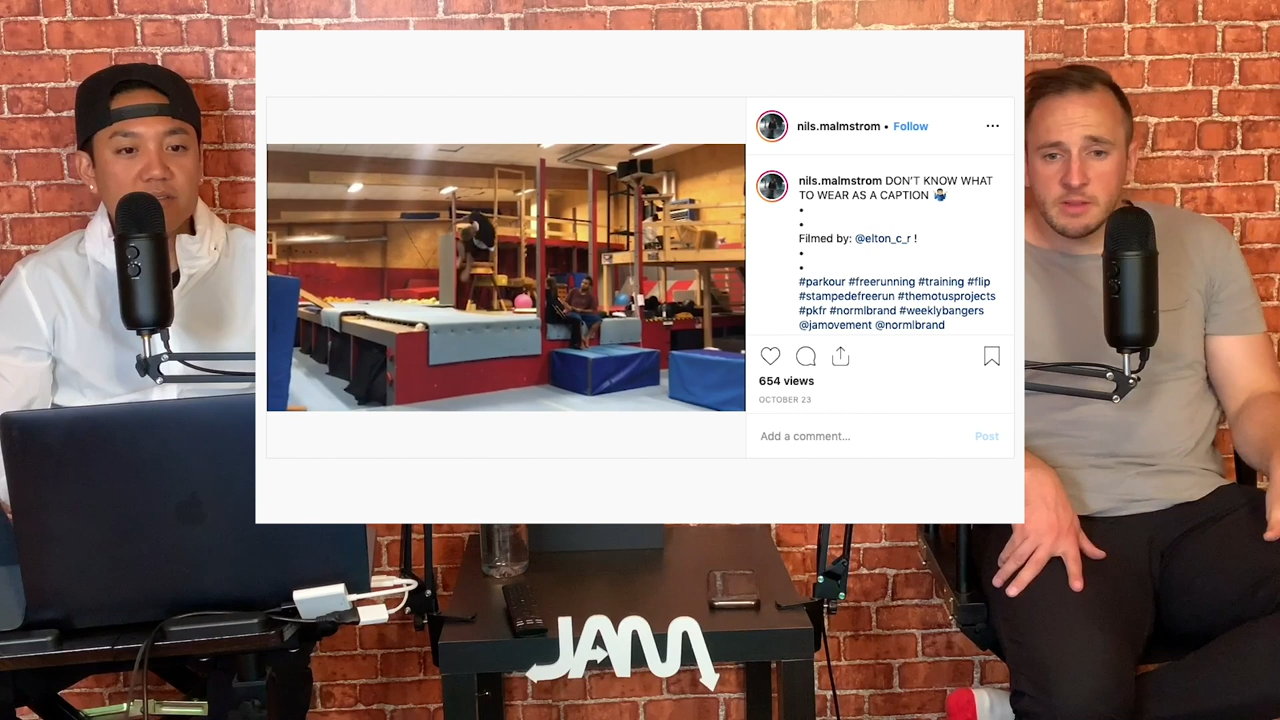 nils.malmstrom • Follow
nils.malmstrom DON'T KNOW WHAT
TO WEAR AS A CAPTION 🤷🏻‍♂️
•
•
Filmed by: @elton_c_r !
•
•
#parkour #freerunning #training #flip
#stampedefreerun #themotusprojects
#pkfr #normlbrand #weeklybangers
@jamovement @normlbrand
654 views
OCTOBER 23
Add a comment... Post
JAM